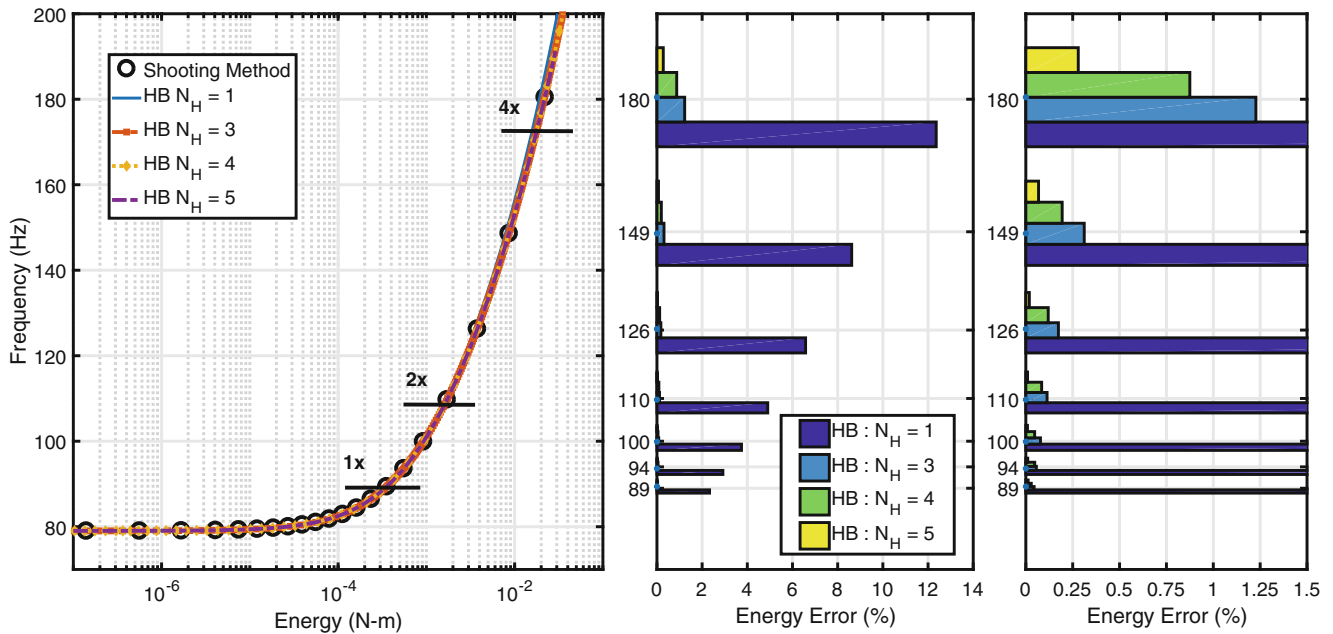 200
180
160
140
120
100
80
Frequency (Hz)
Shooting Method
HB N_H = 1
HB N_H = 3
HB N_H = 4
HB N_H = 5
4x
2x
1x
10^-6
10^-4
10^-2
Energy (N-m)
180
149
126
110
100
94
89
HB : N_H = 1
HB : N_H = 3
HB : N_H = 4
HB : N_H = 5
0 2 4 6 8 10 12 14
Energy Error (%)
180
149
126
110
100
94
89
0 0.25 0.5 0.75 1 1.25 1.5
Energy Error (%)